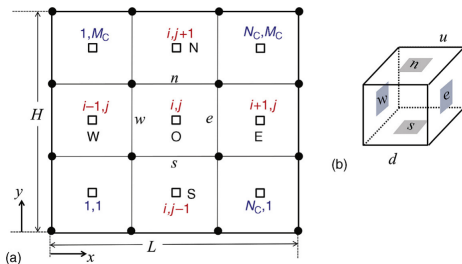 1,M_C i,j+1 N_C,M_C
N
n
H i−1,j w i,j e i+1,j
W O E
s
1,1 i,j−1 S N_C,1
y
(a) x L
u
n
w e
s
(b) d